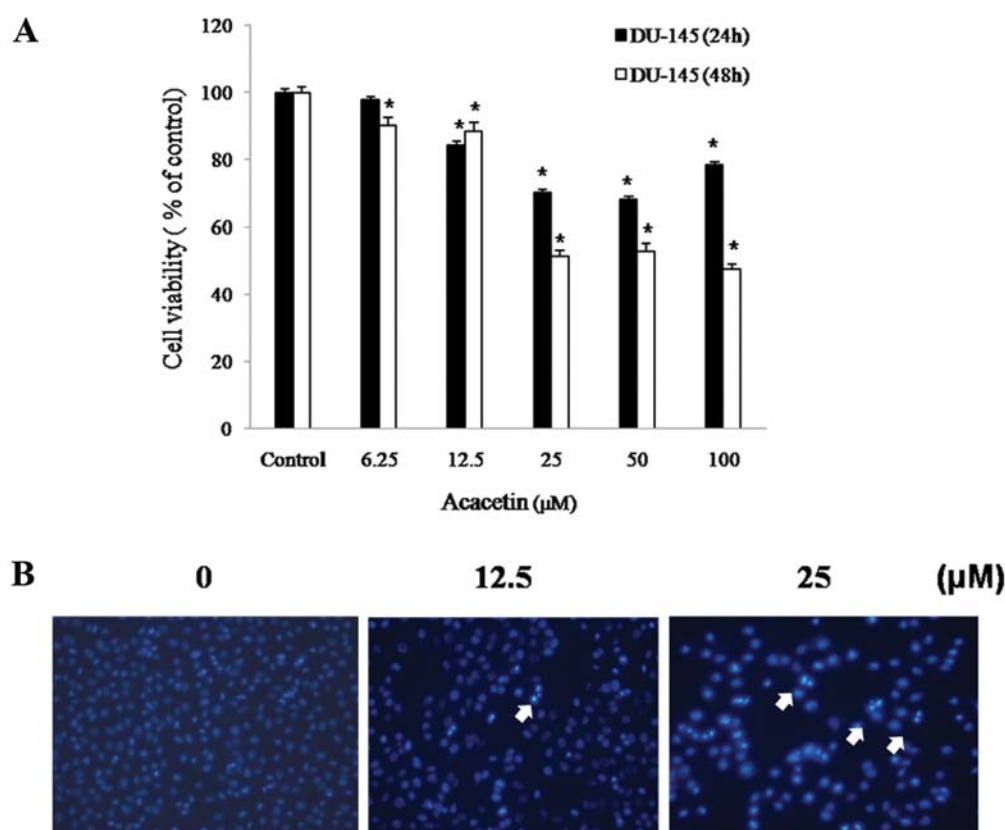 A
120
100
80
60
40
20
0
Cell viability ( % of control)
DU-145 (24h)
DU-145 (48h)
* * * * * * * * *
Control 6.25 12.5 25 50 100
Acacetin (μM)
B 0 12.5 25 (μM)